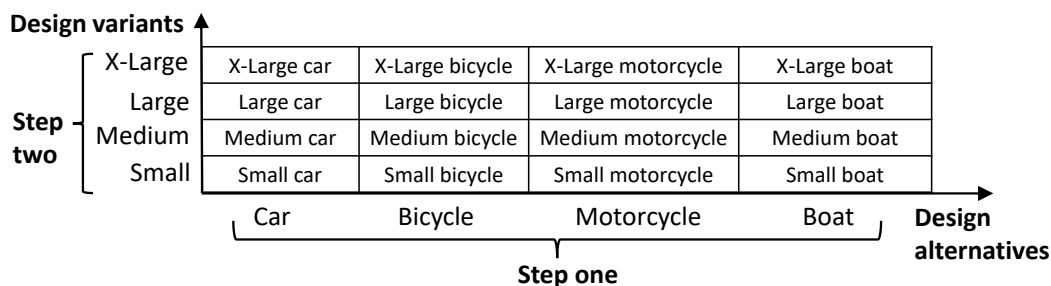 Design variants
X-Large X-Large car X-Large bicycle X-Large motorcycle X-Large boat
Large Large car Large bicycle Large motorcycle Large boat
Step two
Medium Medium car Medium bicycle Medium motorcycle Medium boat
Small Small car Small bicycle Small motorcycle Small boat
Car Bicycle Motorcycle Boat
Design
alternatives
Step one